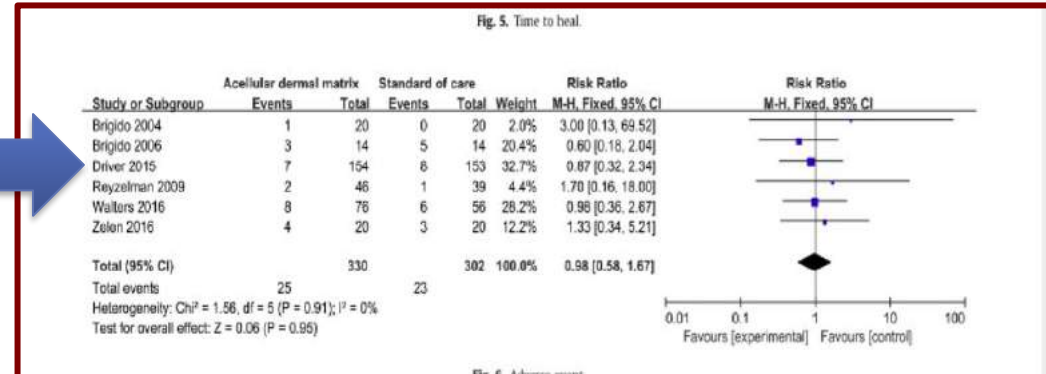 Fig. 5. Time to heal.
Acellular dermal matrix Standard of care Risk Ratio Risk Ratio
Study or Subgroup Events Total Events Total Weight M-H, Fixed, 95% CI M-H, Fixed, 95% CI
Brigido 2004 1 20 0 20 2.0% 3.00 [0.13, 69.52]
Brigido 2006 3 14 5 14 20.4% 0.60 [0.18, 2.04]
Driver 2015 7 154 8 153 32.7% 0.87 [0.32, 2.34]
Reyzelman 2009 2 46 1 39 4.4% 1.70 [0.16, 18.00]
Walters 2016 8 76 6 56 28.2% 0.98 [0.36, 2.67]
Zelen 2016 4 20 3 20 12.2% 1.33 [0.34, 5.21]
Total (95% CI) 330 302 100.0% 0.98 [0.58, 1.67]
Total events 25 23
Heterogeneity: Chi² = 1.56, df = 5 (P = 0.91); I² = 0%
Test for overall effect: Z = 0.06 (P = 0.95)
0.01 0.1 1 10 100
Favours [experimental] Favours [control]
Fig. 6. Adverse event.